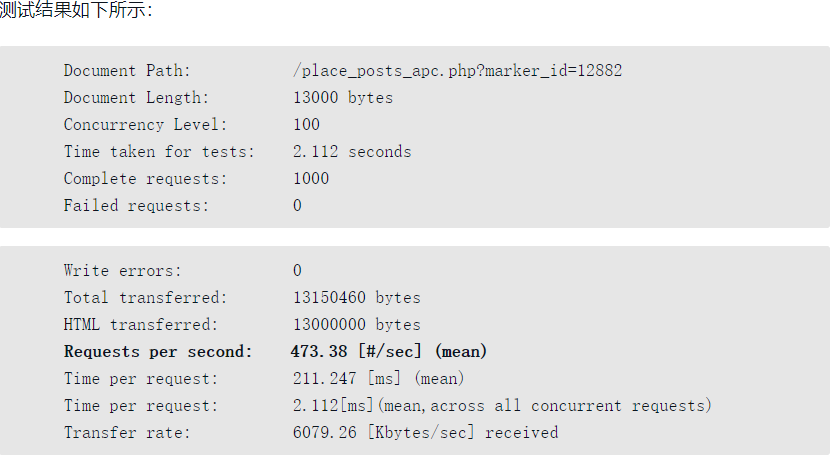 测试结果如下所示：
Document Path: /place_posts_apc.php?marker_id=12882
Document Length: 13000 bytes
Concurrency Level: 100
Time taken for tests: 2.112 seconds
Complete requests: 1000
Failed requests: 0
Write errors: 0
Total transferred: 13150460 bytes
HTML transferred: 13000000 bytes
Requests per second: 473.38 [#/sec] (mean)
Time per request: 211.247 [ms] (mean)
Time per request: 2.112[ms](mean,across all concurrent requests)
Transfer rate: 6079.26 [Kbytes/sec] received